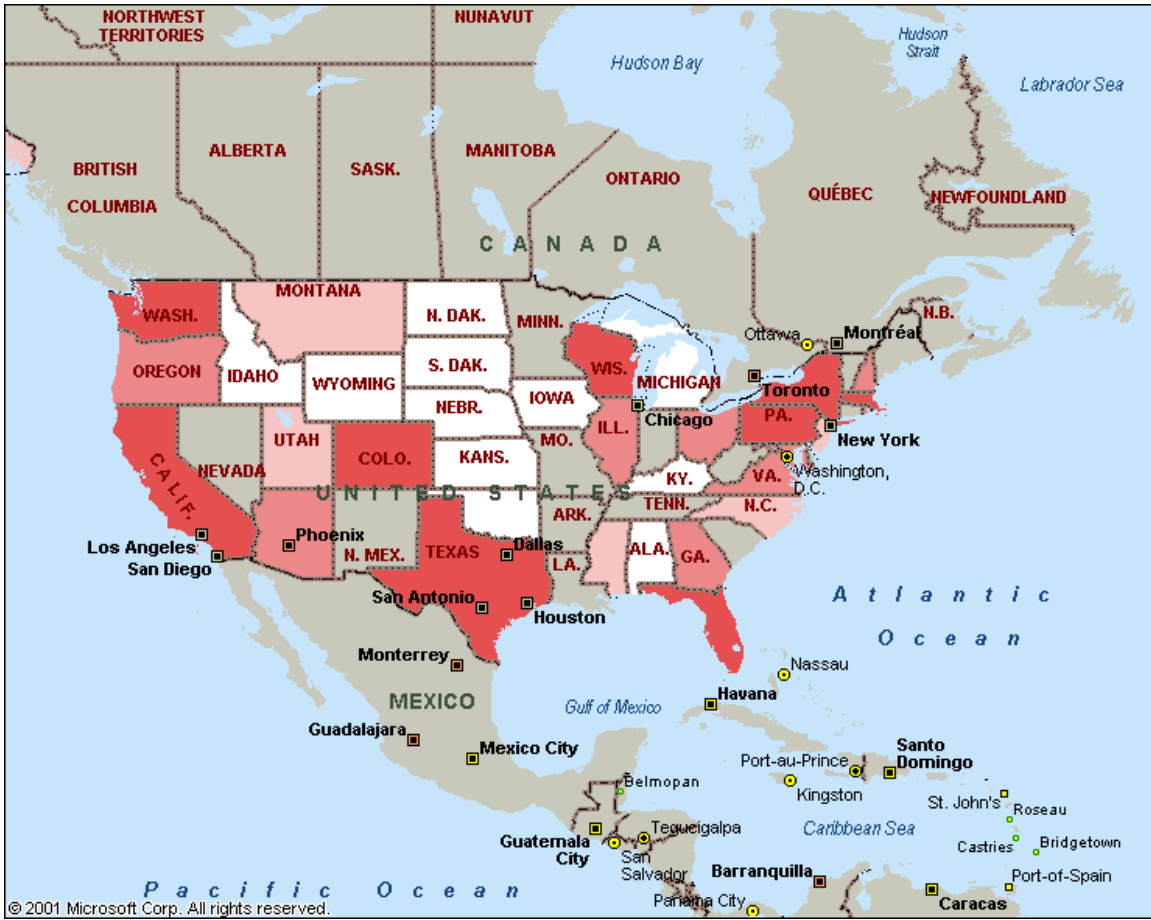 NORTHWEST
TERRITORIES
NUNAVUT
Hudson Bay
Hudson
Strait
Labrador Sea
BRITISH
COLUMBIA
ALBERTA
SASK.
MANITOBA
ONTARIO
QUÉBEC
NEWFOUNDLAND
CANADA
WASH.
MONTANA
N. DAK.
MINN.
N.B.
Ottawa
Montréal
OREGON
IDAHO
WYOMING
S. DAK.
WIS.
MICHIGAN
Toronto
NEBR.
IOWA
Chicago
PA.
New York
NEVADA
UTAH
COLO.
KANS.
MO.
ILL.
KY.
VA.
Washington,
D.C.
CALIF.
UNITED STATES
TENN.
N.C.
ARK.
Los Angeles
San Diego
Phoenix
N. MEX.
TEXAS
Dallas
LA.
ALA.
GA.
San Antonio
Houston
Atlantic
Ocean
Monterrey
MEXICO
Gulf of Mexico
Nassau
Havana
Guadalajara
Mexico City
Port-au-Prince
Santo
Domingo
Kingston
Belmopan
St. John's
Roseau
Guatemala
City
Tegucigalpa
San
Salvador
Caribbean Sea
Castries
Bridgetown
Barranquilla
Port-of-Spain
Panama City
Caracas
Pacific Ocean
© 2001 Microsoft Corp. All rights reserved.